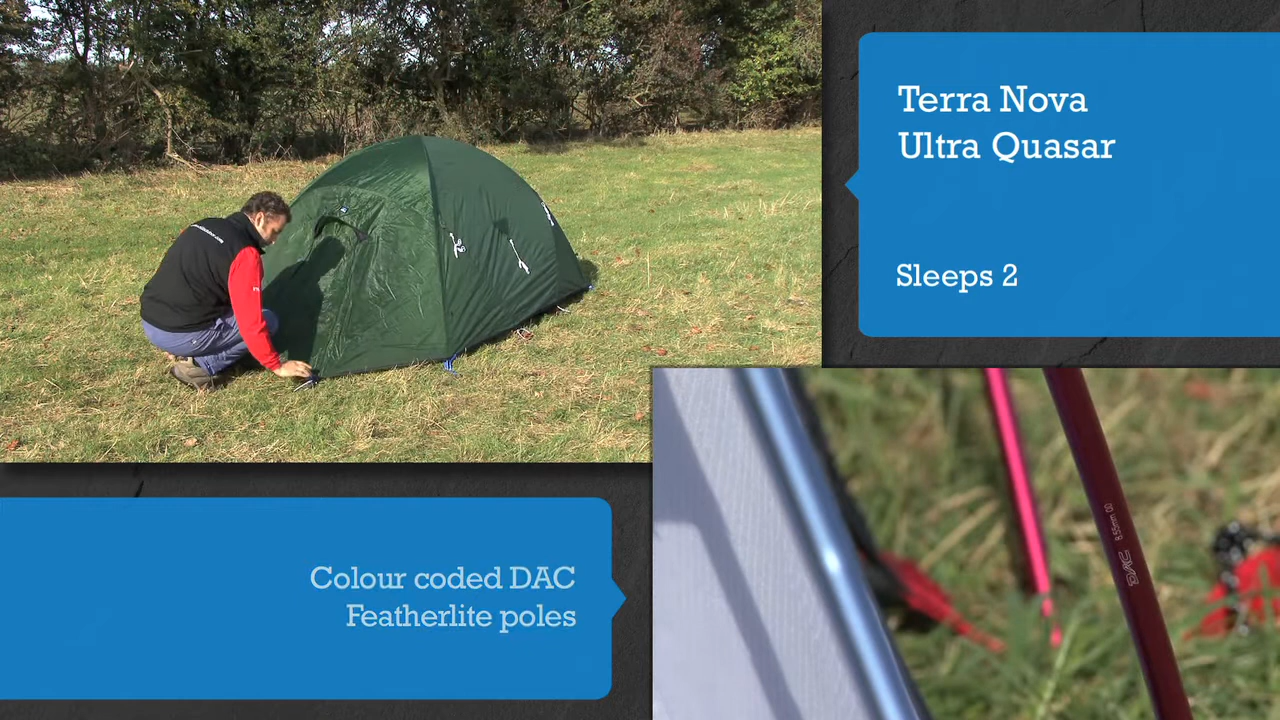 Terra Nova
Ultra Quasar
Sleeps 2
Colour coded DAC
Featherlite poles
DAC